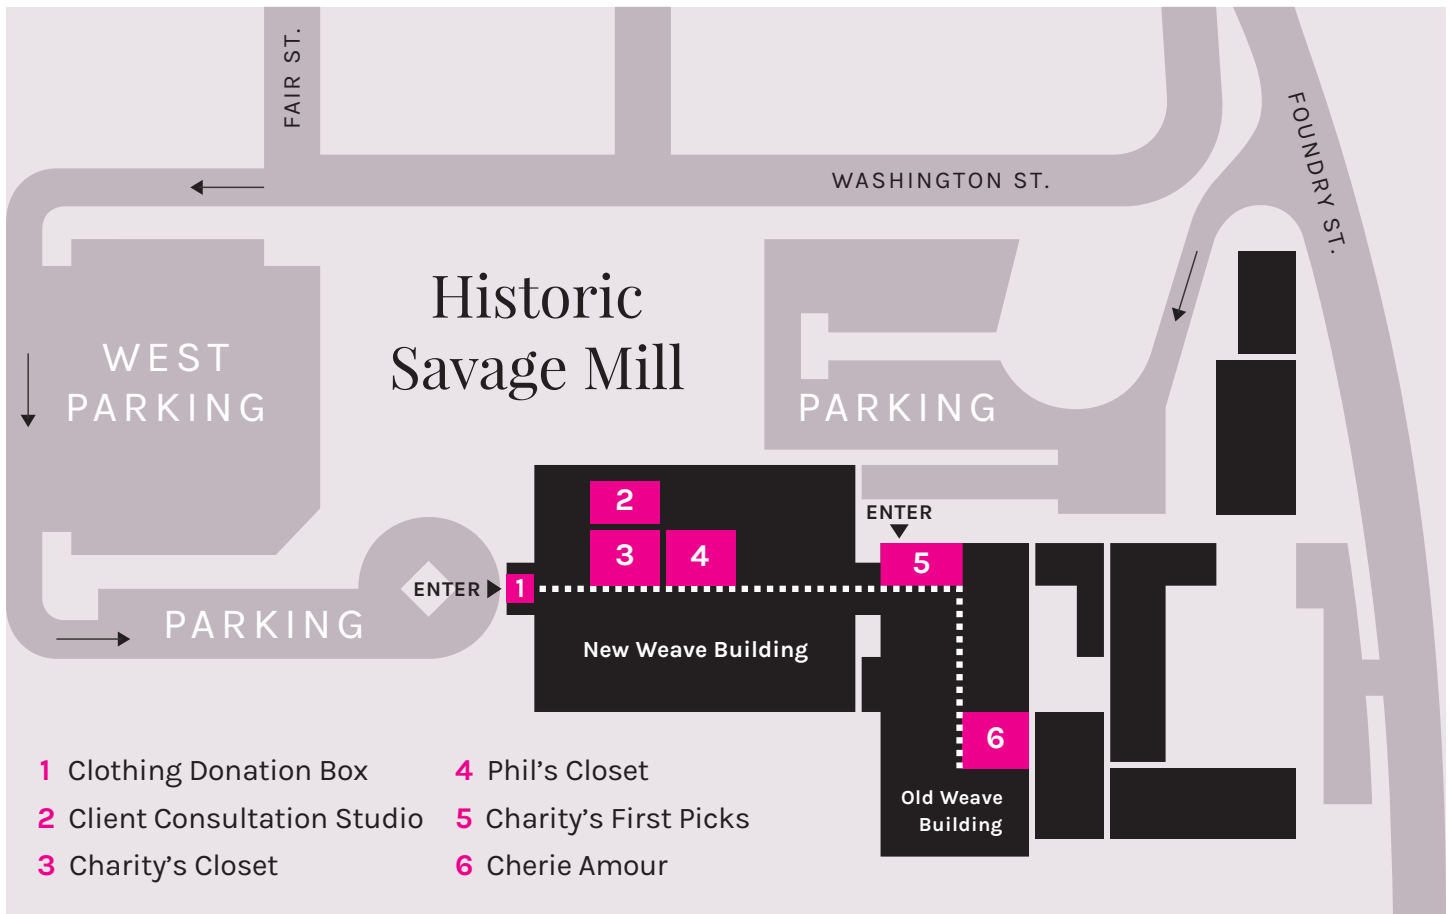 FAIR ST.
WASHINGTON ST.
FOUNDRY ST.
Historic
Savage Mill
WEST
PARKING
PARKING
ENTER
2
3
4
5
ENTER
1
PARKING
New Weave Building
6
Old Weave
Building
1 Clothing Donation Box
2 Client Consultation Studio
3 Charity's Closet
4 Phil's Closet
5 Charity's First Picks
6 Cherie Amour